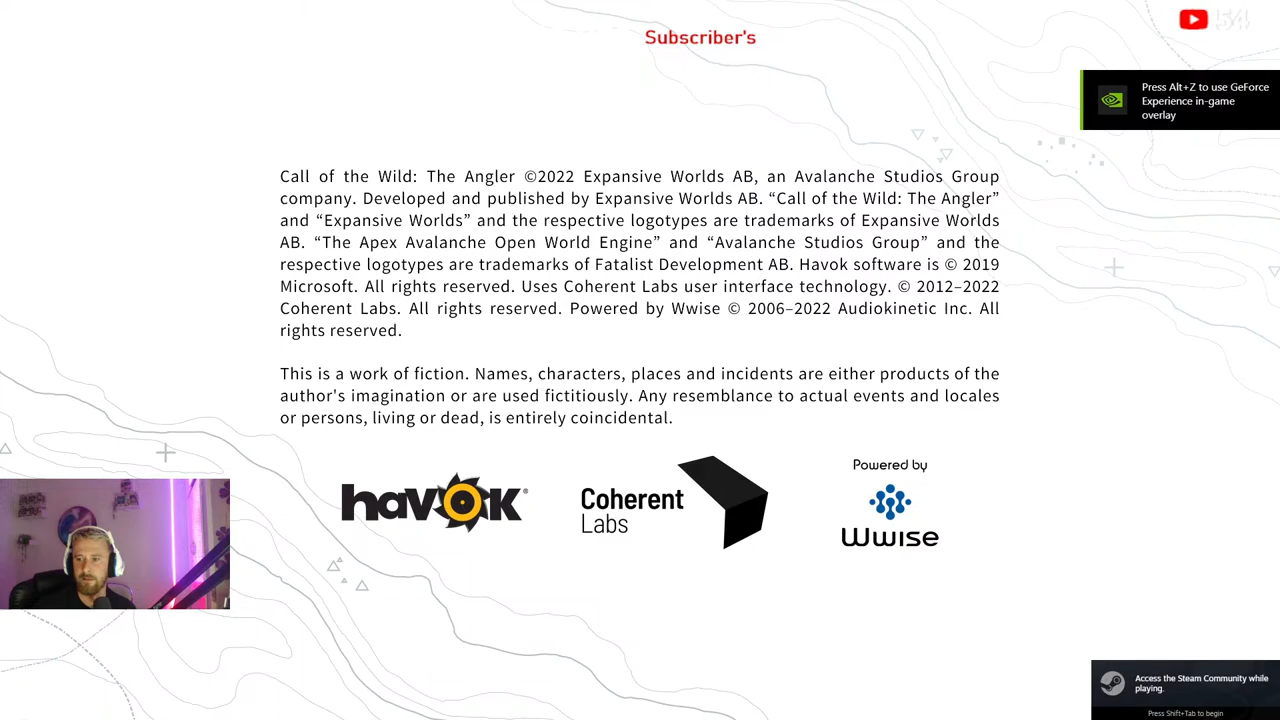 Subscriber's
54
Press Alt+Z to use GeForce
Experience in-game
overlay
Call of the Wild: The Angler ©2022 Expansive Worlds AB, an Avalanche Studios Group
company. Developed and published by Expansive Worlds AB. “Call of the Wild: The Angler”
and “Expansive Worlds” and the respective logotypes are trademarks of Expansive Worlds
AB. “The Apex Avalanche Open World Engine” and “Avalanche Studios Group” and the
respective logotypes are trademarks of Fatalist Development AB. Havok software is © 2019
Microsoft. All rights reserved. Uses Coherent Labs user interface technology. © 2012–2022
Coherent Labs. All rights reserved. Powered by Wwise © 2006–2022 Audiokinetic Inc. All
rights reserved.
This is a work of fiction. Names, characters, places and incidents are either products of the
author's imagination or are used fictitiously. Any resemblance to actual events and locales
or persons, living or dead, is entirely coincidental.
havok®
Coherent
Labs
Powered by
wwise
Access the Steam Community while
playing.
Press Shift+Tab to begin